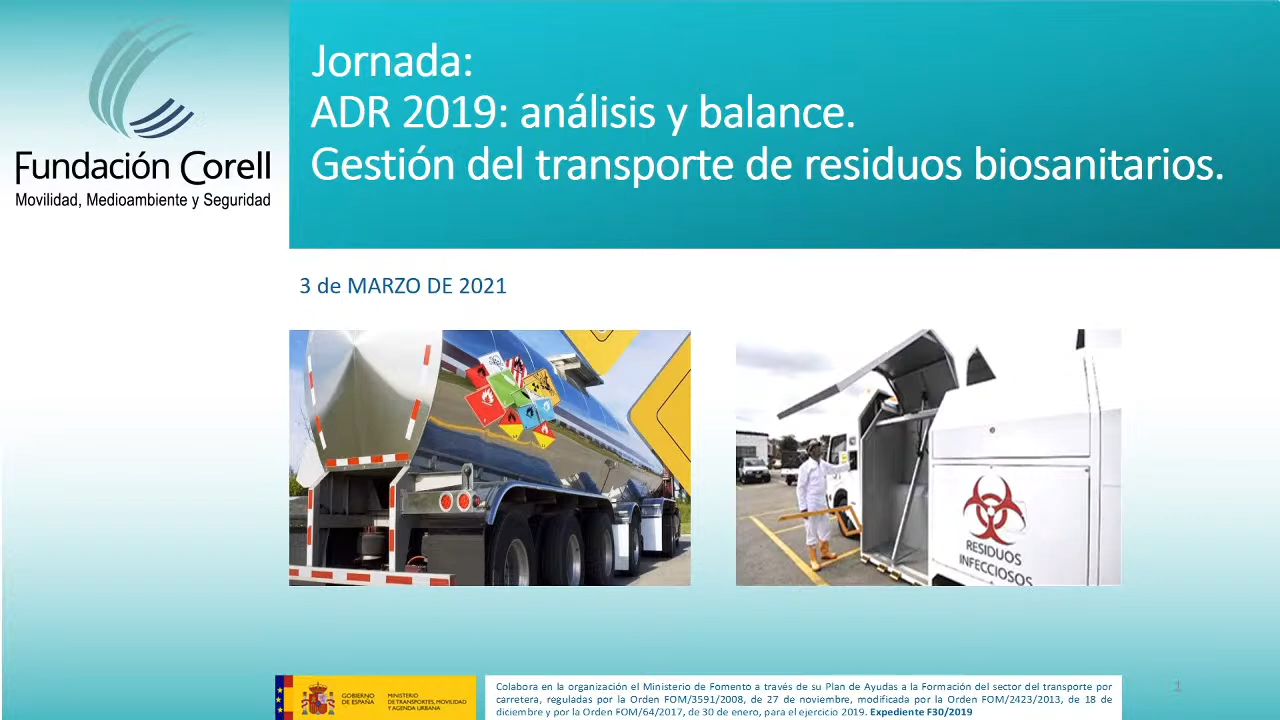 Fundación Corell
Movilidad, Medioambiente y Seguridad
Jornada:
ADR 2019: análisis y balance.
Gestión del transporte de residuos biosanitarios.
3 de MARZO DE 2021
RESIDUOS
INFECCIOSOS
GOBIERNO
DE ESPAÑA
MINISTERIO
DE TRANSPORTES, MOVILIDAD
Y AGENDA URBANA
Colabora en la organización el Ministerio de Fomento a través de su Plan de Ayudas a la Formación del sector del transporte por
carretera, reguladas por la Orden FOM/3591/2008, de 27 de noviembre, modificada por la Orden FOM/2423/2013, de 18 de
diciembre y por la Orden FOM/64/2017, de 30 de enero, para el ejercicio 2019. Expediente F30/2019
1